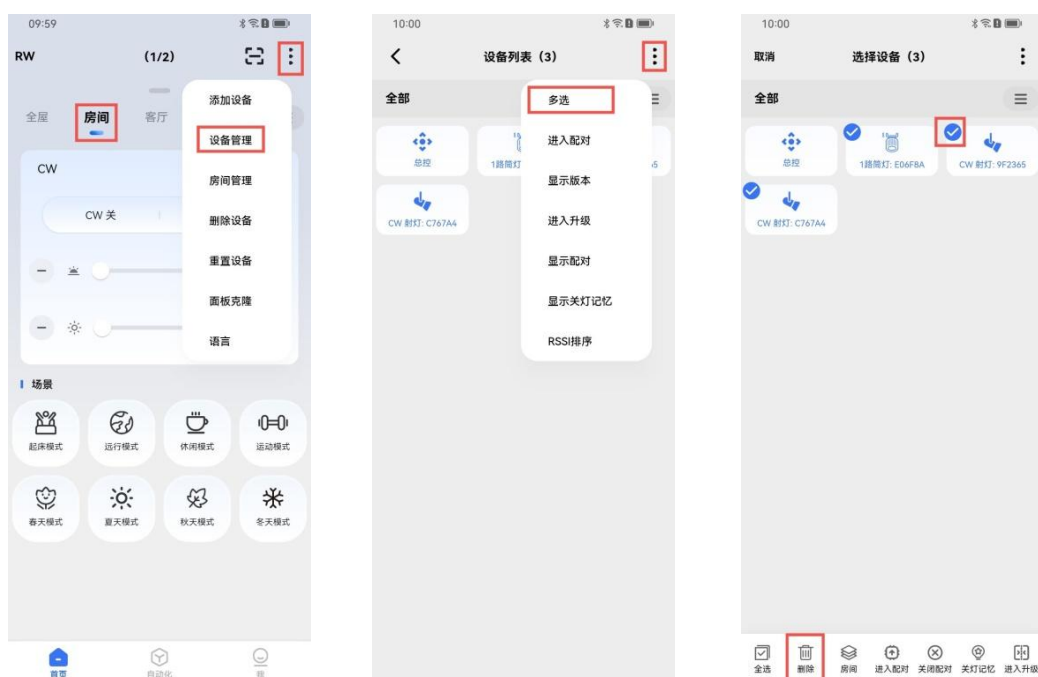 09:59
RW
(1/2)
添加设备
全屋
房间
客厅
设备管理
CW
房间管理
CW 关
删除设备
重置设备
面板克隆
语言
场景
起床模式
远行模式
休闲模式
运动模式
春天模式
夏天模式
秋天模式
冬天模式
首页
自动化
我
10:00
设备列表（3）
全部
多选
总控
1路筒灯
进入配对
显示版本
CW 射灯: C767A4
进入升级
显示配对
显示关灯记忆
RSSI排序
10:00
取消
选择设备（3）
全部
总控
1路筒灯: E06FBA
CW 射灯: 9F2365
CW 射灯: C767A4
全选
删除
房间
进入配对
关闭配对
关灯记忆
进入升级